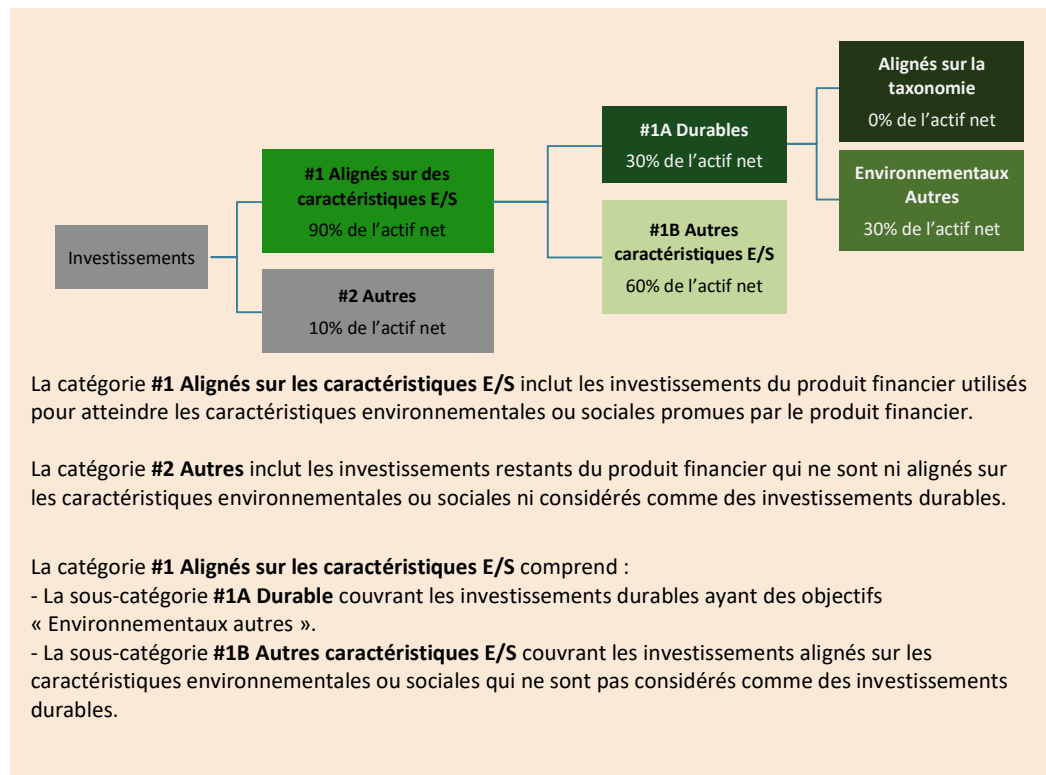 Alignés sur la
taxonomie
0% de l’actif net
#1A Durables
30% de l’actif net
#1 Alignés sur des
caractéristiques E/S
90% de l’actif net
Environnementaux
Autres
30% de l’actif net
#1B Autres
caractéristiques E/S
60% de l’actif net
Investissements
#2 Autres
10% de l’actif net
La catégorie #1 Alignés sur les caractéristiques E/S inclut les investissements du produit financier utilisés
pour atteindre les caractéristiques environnementales ou sociales promues par le produit financier.
La catégorie #2 Autres inclut les investissements restants du produit financier qui ne sont ni alignés sur
les caractéristiques environnementales ou sociales ni considérés comme des investissements durables.
La catégorie #1 Alignés sur les caractéristiques E/S comprend :
- La sous-catégorie #1A Durable couvrant les investissements durables ayant des objectifs
« Environnementaux autres ».
- La sous-catégorie #1B Autres caractéristiques E/S couvrant les investissements alignés sur les
caractéristiques environnementales ou sociales qui ne sont pas considérés comme des investissements
durables.